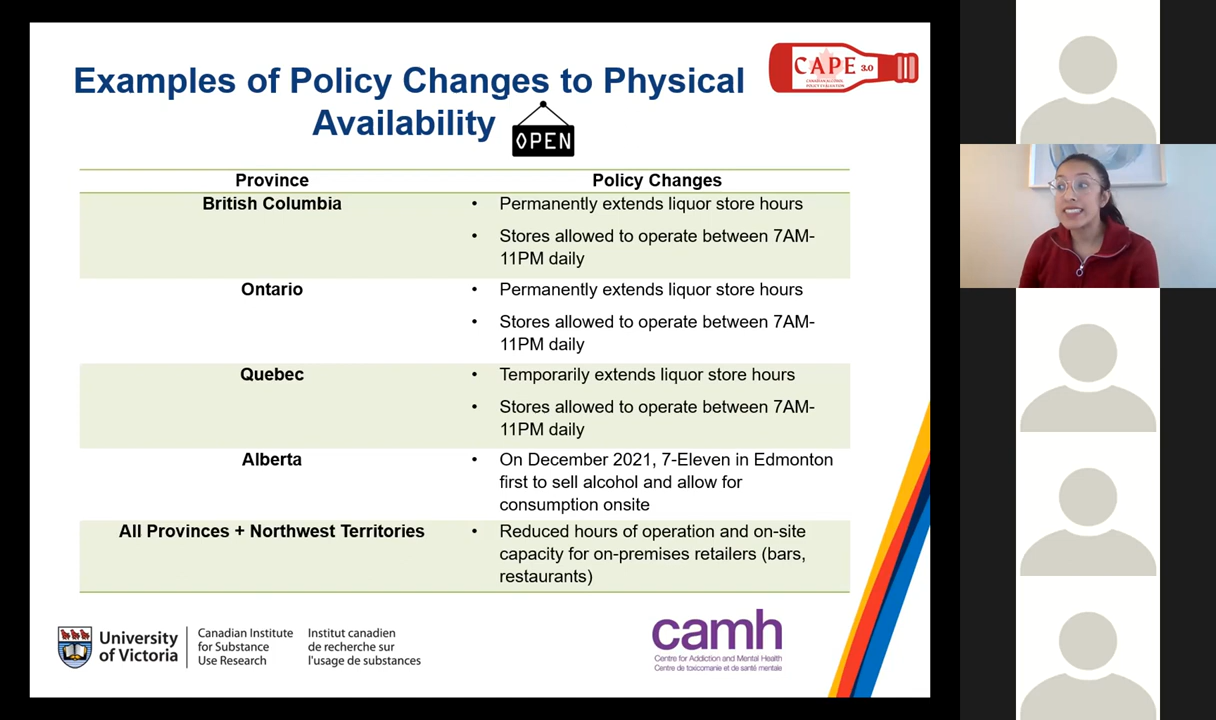 Examples of Policy Changes to Physical
Availability
OPEN
CAPE 3.0
CANADIAN ALCOHOL
POLICY EVALUATION
Province
Policy Changes
British Columbia
• Permanently extends liquor store hours
• Stores allowed to operate between 7AM-
11PM daily
Ontario
• Permanently extends liquor store hours
• Stores allowed to operate between 7AM-
11PM daily
Quebec
• Temporarily extends liquor store hours
• Stores allowed to operate between 7AM-
11PM daily
Alberta
• On December 2021, 7-Eleven in Edmonton
first to sell alcohol and allow for
consumption onsite
All Provinces + Northwest Territories
• Reduced hours of operation and on-site
capacity for on-premises retailers (bars,
restaurants)
University
of Victoria
Canadian Institute
for Substance
Use Research
Institut canadien
de recherche sur
l'usage de substances
camh
Centre for Addiction and Mental Health
Centre de toxicomanie et de santé mentale